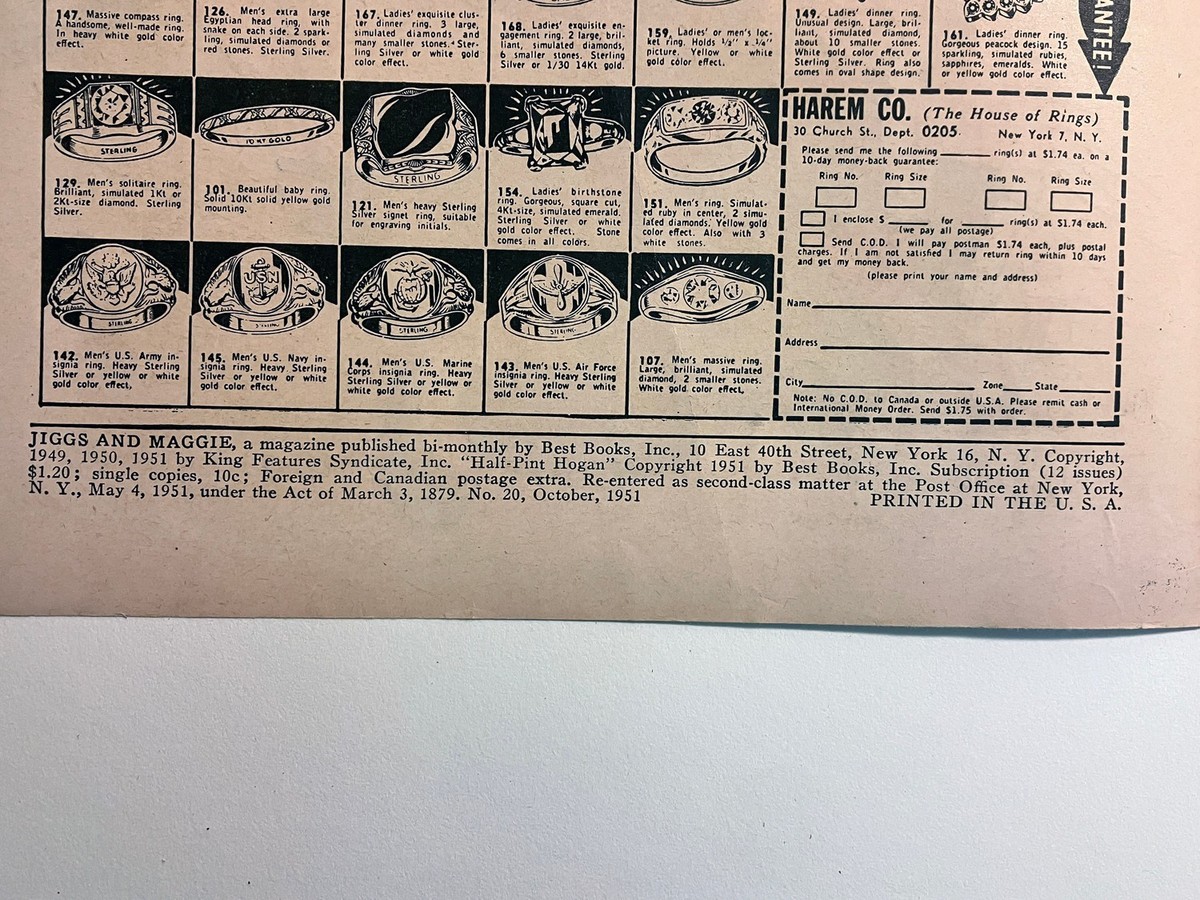 147. Massive compass ring.
A handsome, well-made ring.
In heavy white gold color
effect.
126. Men's extra large
Egyptian head ring, with
snake on each side. 2 spark-
ling, simulated diamonds or
red stones. Sterling Silver.
167. Ladies' exquisite clus-
ter dinner ring. 3 large,
simulated diamonds and
many smaller stones. Ster-
ling Silver or white gold
color effect.
168. Ladies' exquisite en-
gagement ring. 2 large, bril-
liant, simulated diamonds,
6 smaller stones. Sterling
Silver or 1/30 14Kt gold.
159. Ladies' or men's loc-
ket ring. Holds 1/2" x 3/4"
picture. Yellow or white
gold color effect.
149. Ladies' dinner ring.
Unusual design. Large, bril-
liant, simulated diamond,
about 10 smaller stones.
White gold color effect or
Sterling Silver. Ring also
comes in oval shape design.
161. Ladies' dinner ring.
Gorgeous peacock design. 15
sparkling, simulated rubies,
sapphires, emeralds. White
or yellow gold color effect.
ANTEE!
STERLING
129. Men's solitaire ring.
Brilliant, simulated 1Kt or
2Kt-size diamond. Sterling
Silver.
10 KT GOLD
101. Beautiful baby ring.
Solid 10Kt solid yellow gold
mounting.
STERLING
121. Men's heavy Sterling
Silver signet ring, suitable
for engraving initials.
154. Ladies' birthstone
ring. Gorgeous, square cut,
4Kt-size, simulated emerald.
Sterling Silver or white
gold color effect. Stone
comes in all colors.
151. Men's ring. Simulat-
ed ruby in center, 2 simu-
lated diamonds. Yellow gold
color effect. Also with 3
white stones.
STERLING
142. Men's U.S. Army in-
signia ring. Heavy Sterling
Silver or yellow or white
gold color effect.
USN
STERLING
145. Men's U.S. Navy in-
signia ring. Heavy Sterling
Silver or yellow or white
gold color effect.
STERLING
144. Men's U.S. Marine
Corps insignia ring. Heavy
Sterling Silver or yellow or
white gold color effect.
STERLING
143. Men's U.S. Air Force
insignia ring. Heavy Sterling
Silver or yellow or white
gold color effect.
107. Men's massive ring.
Large, brilliant, simulated
diamond, 2 smaller stones.
White gold color effect.
HAREM CO. (The House of Rings)
30 Church St., Dept. 0205. New York 7, N. Y.
Please send me the following ring(s) at $1.74 ea. on a
10-day money-back guarantee:
Ring No. Ring Size Ring No. Ring Size
I enclose $ for ring(s) at $1.74 each.
(we pay all postage)
Send C.O.D. I will pay postman $1.74 each, plus postal
charges. If I am not satisfied I may return ring within 10 days
and get my money back.
(please print your name and address)
Name
Address
City Zone State
Note: No C.O.D. to Canada or outside U.S.A. Please remit cash or
International Money Order. Send $1.75 with order.
JIGGS AND MAGGIE, a magazine published bi-monthly by Best Books, Inc., 10 East 40th Street, New York 16, N. Y. Copyright,
1949, 1950, 1951 by King Features Syndicate, Inc. "Half-Pint Hogan" Copyright 1951 by Best Books, Inc. Subscription (12 issues)
$1.20; single copies, 10c; Foreign and Canadian postage extra. Re-entered as second-class matter at the Post Office at New York,
N. Y., May 4, 1951, under the Act of March 3, 1879. No. 20, October, 1951
PRINTED IN THE U. S. A.